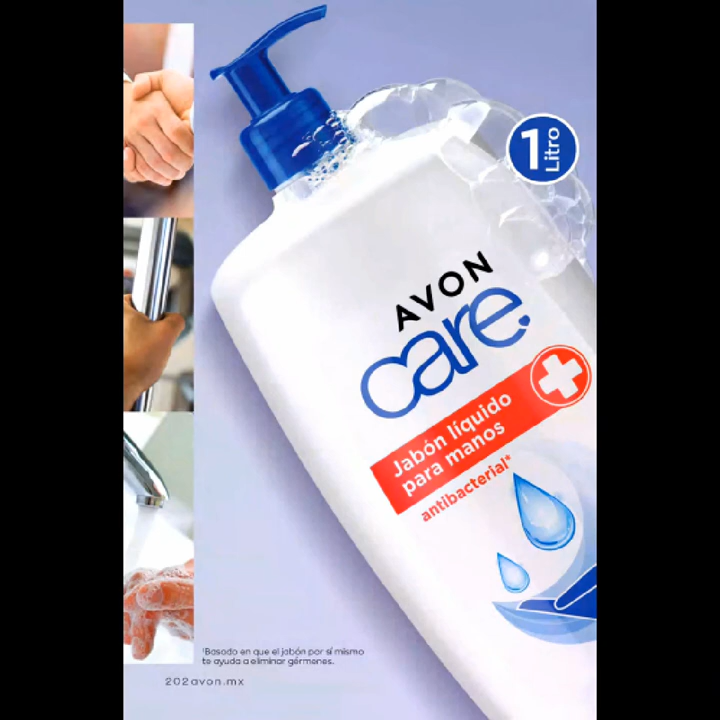 1
Litro
AVON
care.
Jabón líquido
para manos
antibacterial*
*Basado en que el jabón por sí mismo
te ayuda a eliminar gérmenes.
202avon.mx